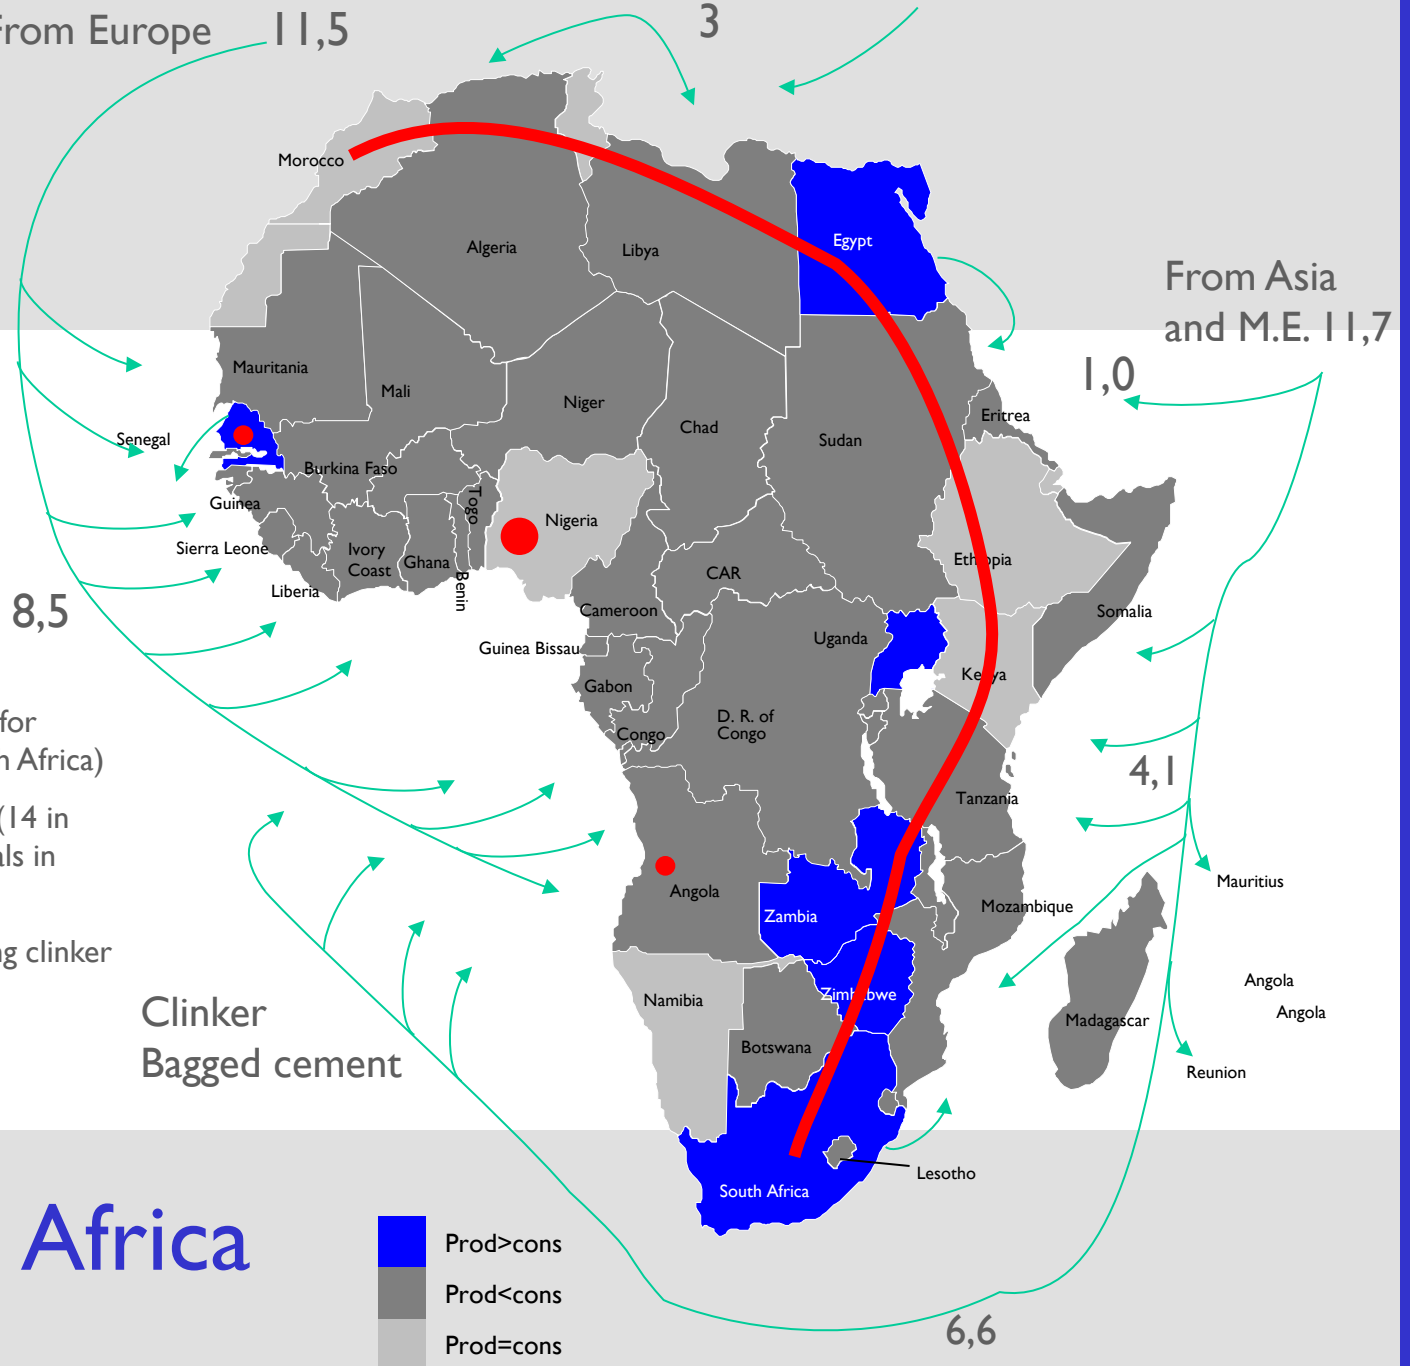 From Europe 11,5
3
Morocco
Algeria
Libya
Egypt
From Asia
and M.E. 11,7
1,0
Mauritania
Mali
Niger
Chad
Sudan
Eritrea
Senegal
Burkina Faso
Togo
Guinea
Nigeria
Sierra Leone
Ivory
Coast
Ghana
Benin
Liberia
CAR
Ethiopia
8,5
Cameroon
Somalia
Guinea Bissau
Uganda
Gabon
Kenya
for
n Africa)
Congo
D. R. of
Congo
4,1
Tanzania
(14 in
als in
Angola
Zambia
Mozambique
Mauritius
ng clinker
Namibia
Zimbabwe
Angola
Angola
Clinker
Bagged cement
Botswana
Madagascar
Reunion
Lesotho
South Africa
Africa
Prod>cons
Prod<cons
Prod=cons
6,6